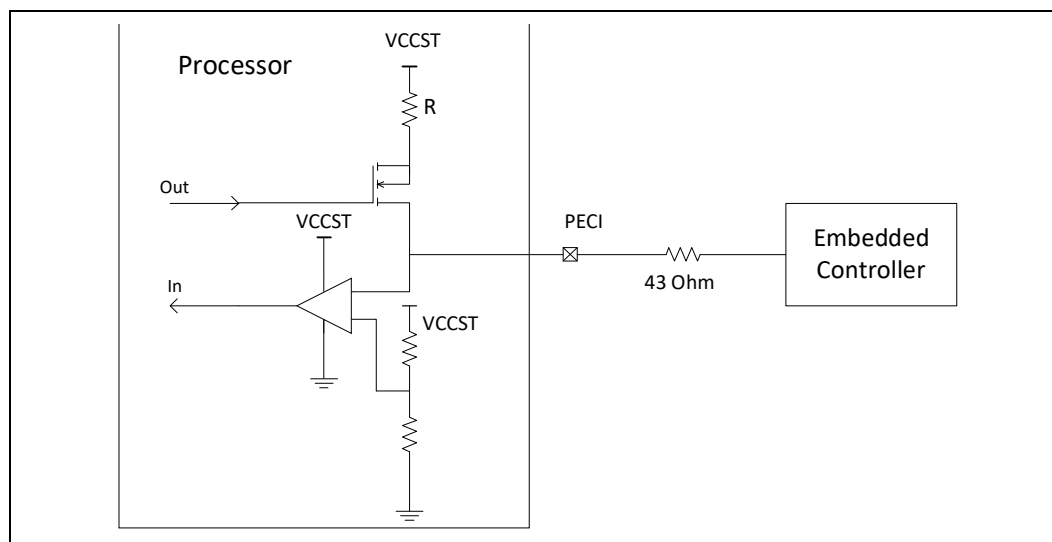 VCCST
Processor
R
Out
VCCST
PECI
Embedded
Controller
43 Ohm
In
VCCST